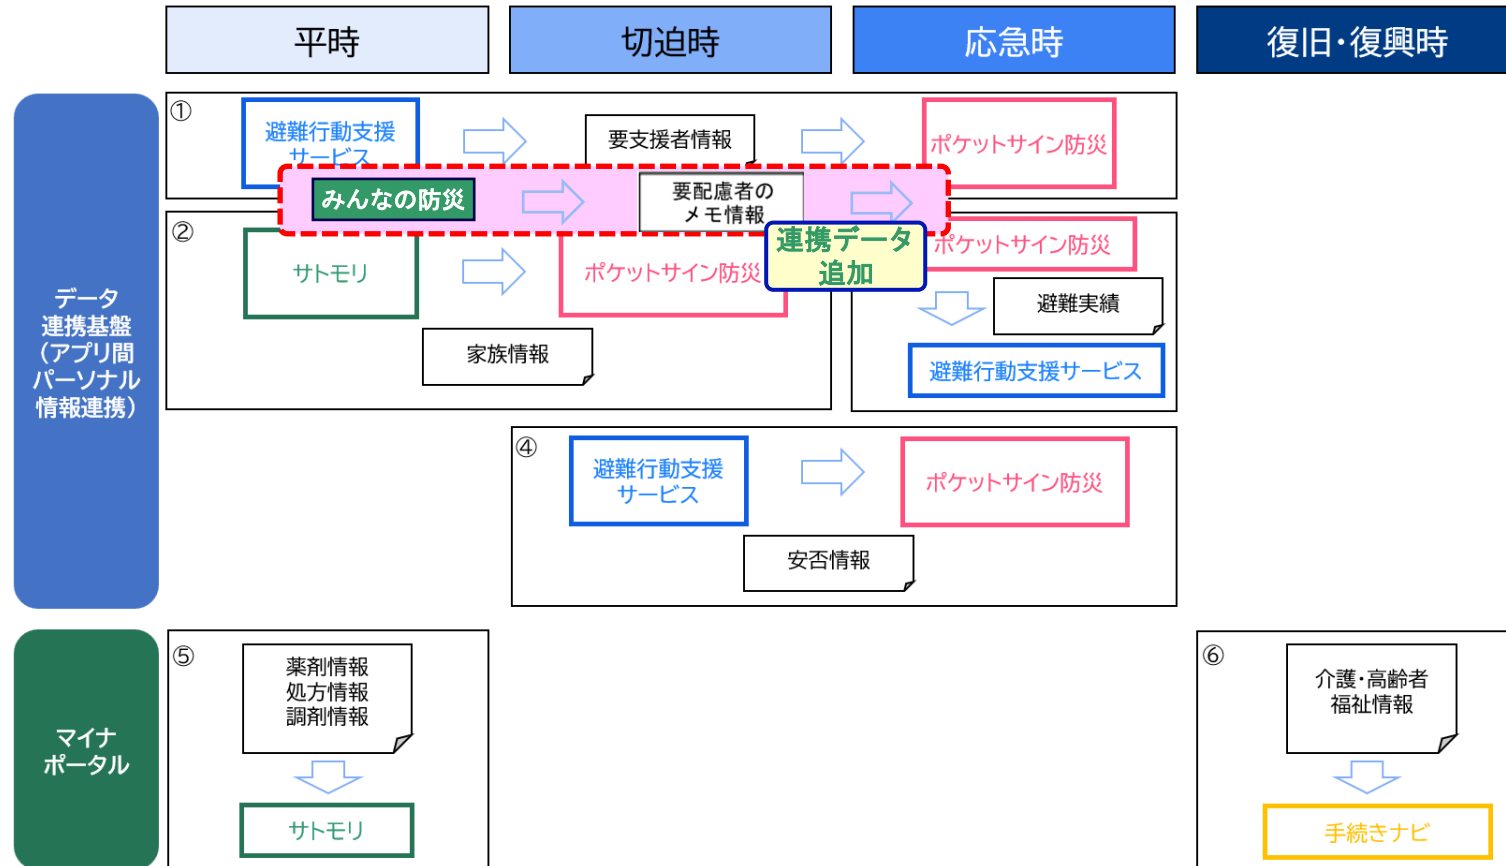 平時
切迫時
応急時
復旧・復興時
データ
連携基盤
（アプリ間
パーソナル
情報連携）
①
避難行動支援
サービス
要支援者情報
ポケットサイン防災
みんなの防災
要配慮者の
メモ情報
連携データ
追加
②
サトモリ
ポケットサイン防災
家族情報
ポケットサイン防災
避難実績
避難行動支援サービス
④
避難行動支援
サービス
ポケットサイン防災
安否情報
マイナ
ポータル
⑤
薬剤情報
処方情報
調剤情報
サトモリ
⑥
介護・高齢者
福祉情報
手続きナビ